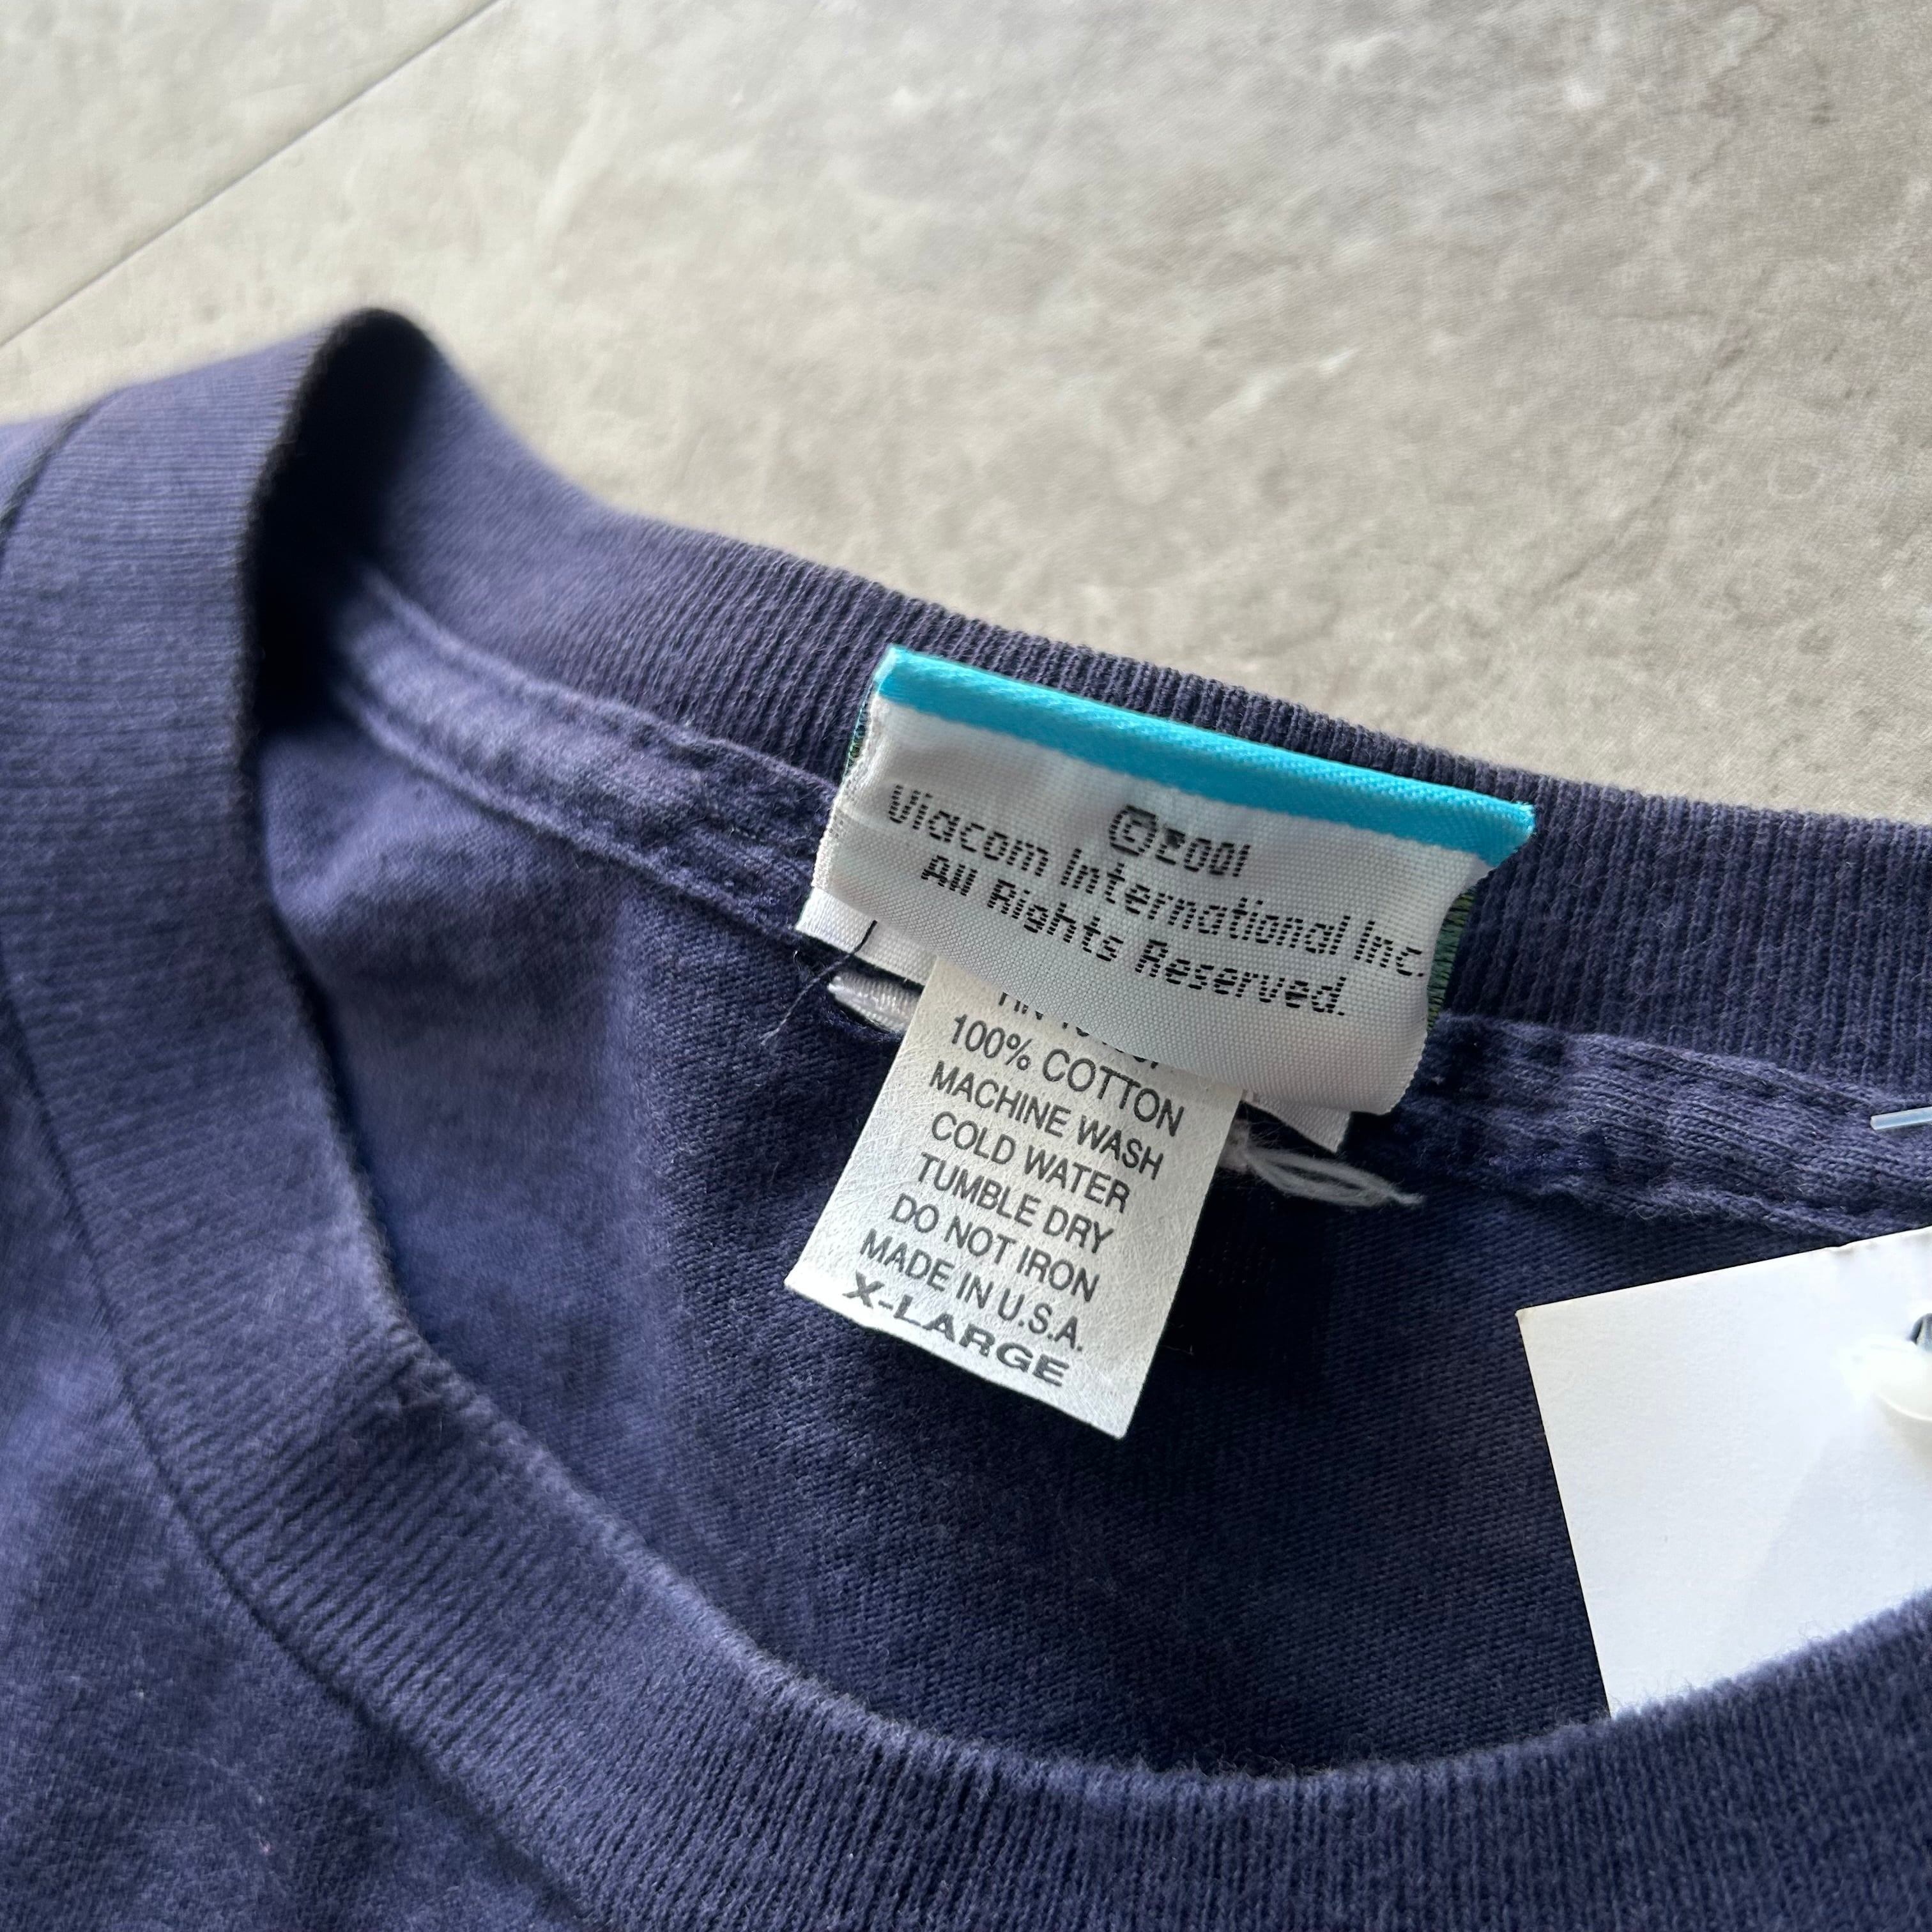 ©2001
Viacom International Inc.
All Rights Reserved.
100% COTTON
MACHINE WASH
COLD WATER
TUMBLE DRY
DO NOT IRON
MADE IN U.S.A.
X-LARGE